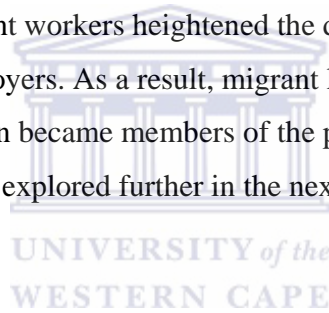 nt workers heightened the
oyers. As a result, migrant
n became members of the p
explored further in the nex
UNIVERSITY of the
WESTERN CAPE